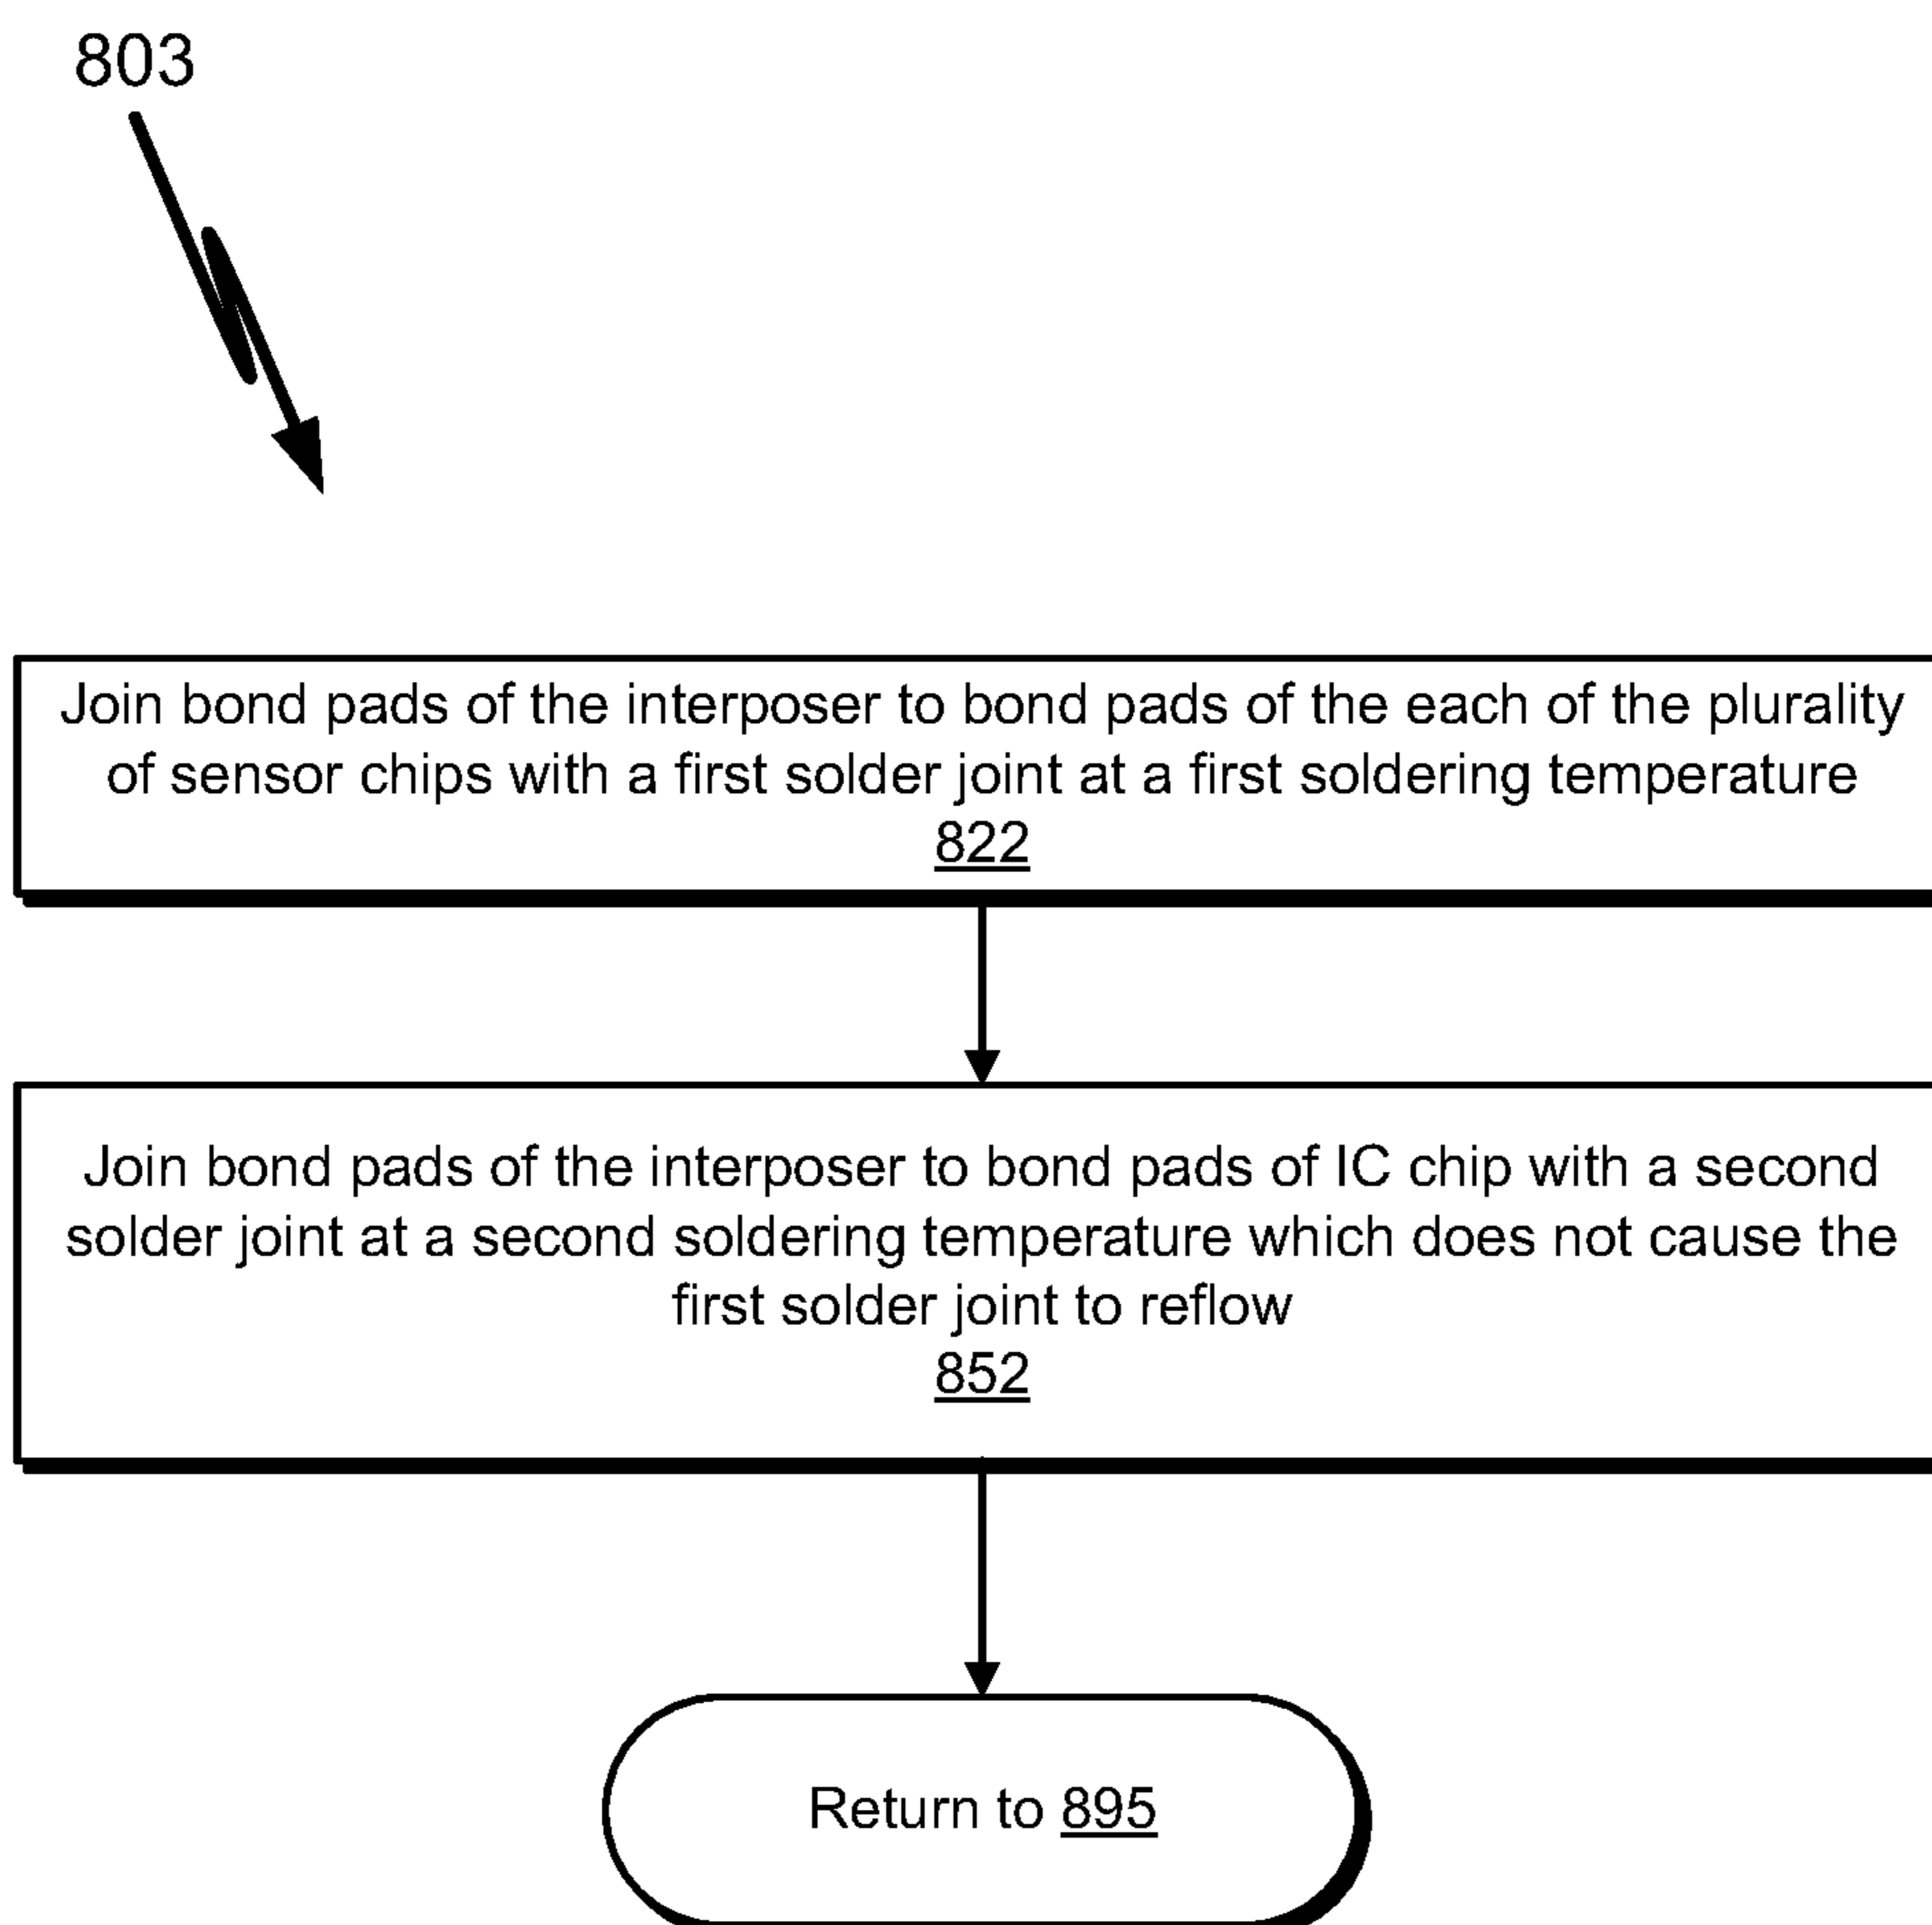 803
Join bond pads of the interposer to bond pads of the each of the plurality
of sensor chips with a first solder joint at a first soldering temperature
822
Join bond pads of the interposer to bond pads of IC chip with a second
solder joint at a second soldering temperature which does not cause the
first solder joint to reflow
852
Return to 895